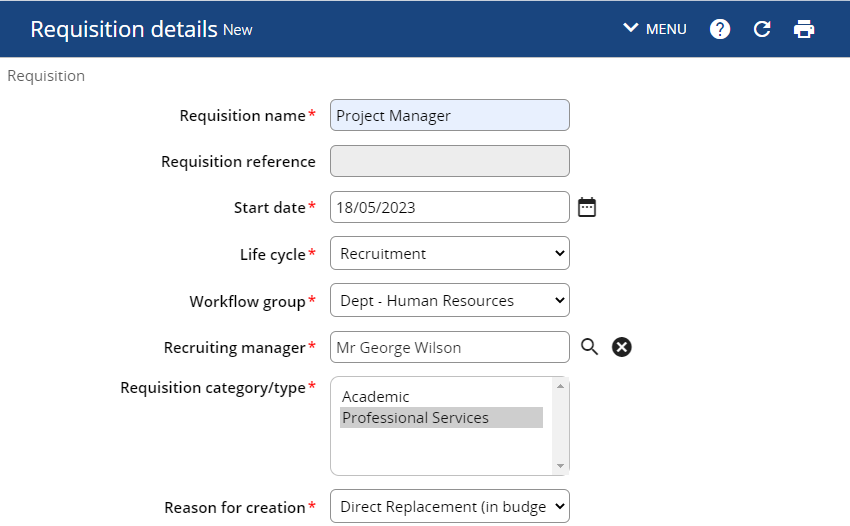 Requisition details New
MENU
Requisition
Requisition name* Project Manager
Requisition reference
Start date* 18/05/2023
Life cycle* Recruitment
Workflow group* Dept - Human Resources
Recruiting manager* Mr George Wilson
Requisition category/type* Academic
Professional Services
Reason for creation* Direct Replacement (in budge